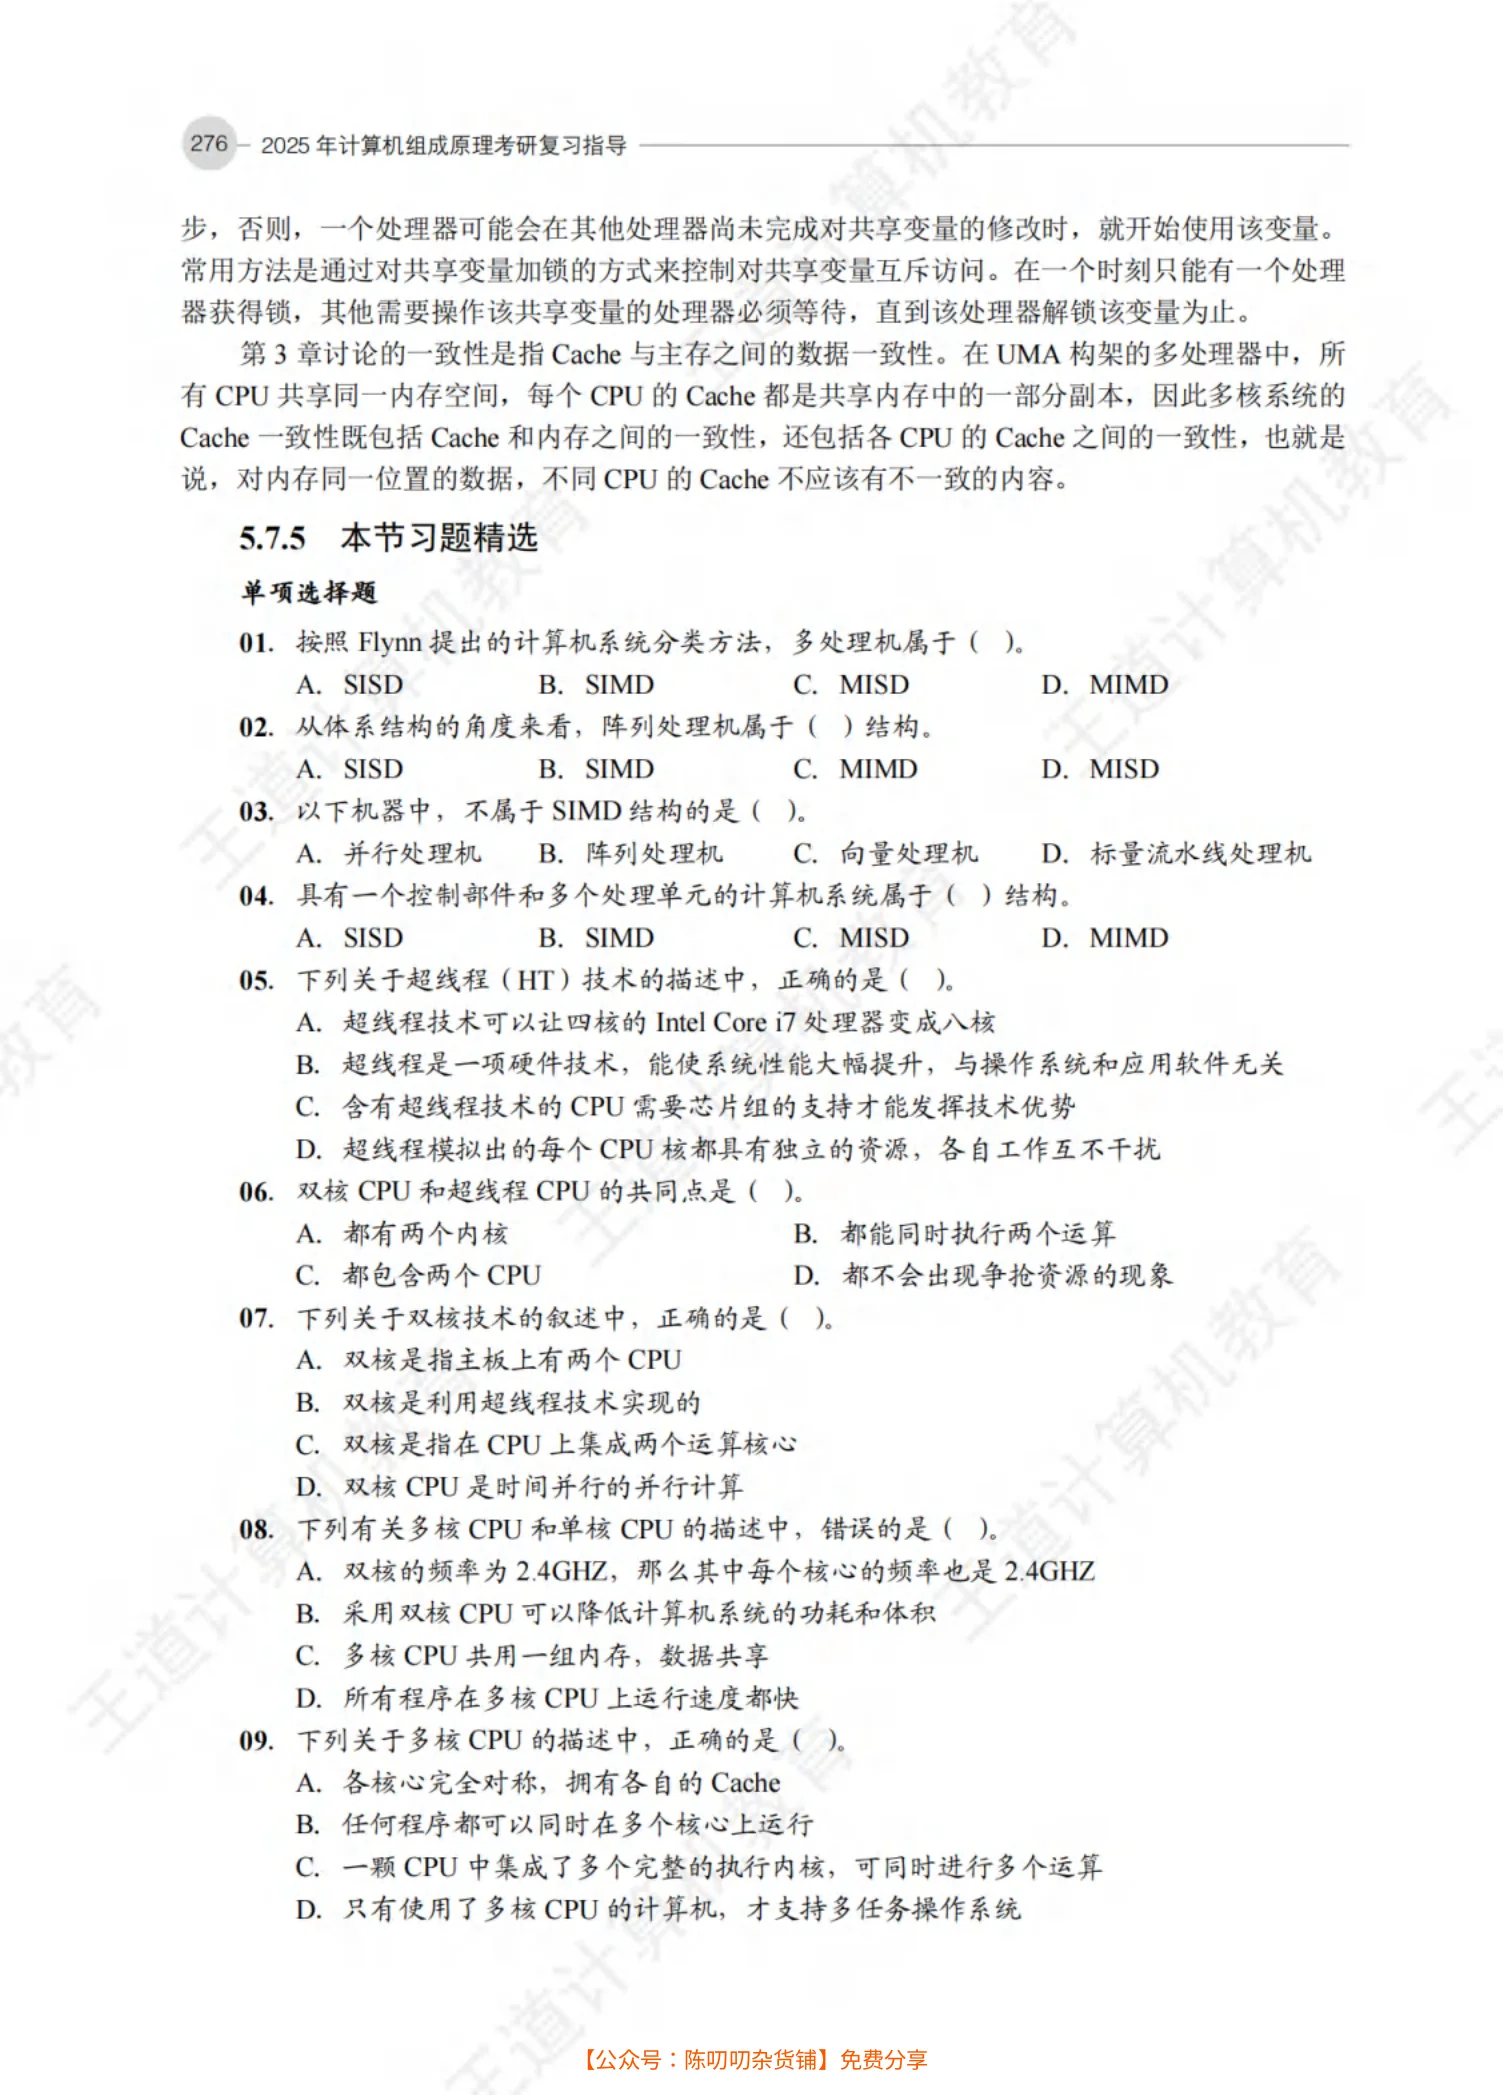 276 2025 年计算机组成原理考研复习指导
步，否则，一个处理器可能会在其他处理器尚未完成对共享变量的修改时，就开始使用该变量。
常用方法是通过对共享变量加锁的方式来控制对共享变量互斥访问。在一个时刻只能有一个处理
器获得锁，其他需要操作该共享变量的处理器必须等待，直到该处理器解锁该变量为止。
第 3 章讨论的一致性是指 Cache 与主存之间的数据一致性。在 UMA 构架的多处理器中，所
有 CPU 共享同一内存空间，每个 CPU 的 Cache 都是共享内存中的一部分副本，因此多核系统的
Cache 一致性既包括 Cache 和内存之间的一致性，还包括各 CPU 的 Cache 之间的一致性，也就是
说，对内存同一位置的数据，不同 CPU 的 Cache 不应该有不一致的内容。
5.7.5 本节习题精选
单项选择题
01. 按照 Flynn 提出的计算机系统分类方法，多处理机属于（ ）。
A. SISD B. SIMD C. MISD D. MIMD
02. 从体系结构的角度来看，阵列处理机属于（ ）结构。
A. SISD B. SIMD C. MIMD D. MISD
03. 以下机器中，不属于 SIMD 结构的是（ ）。
A. 并行处理机 B. 阵列处理机 C. 向量处理机 D. 标量流水线处理机
04. 具有一个控制部件和多个处理单元的计算机系统属于（ ）结构。
A. SISD B. SIMD C. MISD D. MIMD
05. 下列关于超线程（HT）技术的描述中，正确的是（ ）。
A. 超线程技术可以让四核的 Intel Core i7 处理器变成八核
B. 超线程是一项硬件技术，能使系统性能大幅提升，与操作系统和应用软件无关
C. 含有超线程技术的 CPU 需要芯片组的支持才能发挥技术优势
D. 超线程模拟出的每个 CPU 核都具有独立的资源，各自工作互不干扰
06. 双核 CPU 和超线程 CPU 的共同点是（ ）。
A. 都有两个内核 B. 都能同时执行两个运算
C. 都包含两个 CPU D. 都不会出现争抢资源的现象
07. 下列关于双核技术的叙述中，正确的是（ ）。
A. 双核是指主板上有两个 CPU
B. 双核是利用超线程技术实现的
C. 双核是指在 CPU 上集成两个运算核心
D. 双核 CPU 是时间并行的并行计算
08. 下列有关多核 CPU 和单核 CPU 的描述中，错误的是（ ）。
A. 双核的频率为 2.4GHZ，那么其中每个核心的频率也是 2.4GHZ
B. 采用双核 CPU 可以降低计算机系统的功耗和体积
C. 多核 CPU 共用一组内存，数据共享
D. 所有程序在多核 CPU 上运行速度都快
09. 下列关于多核 CPU 的描述中，正确的是（ ）。
A. 各核心完全对称，拥有各自的 Cache
B. 任何程序都可以同时在多个核心上运行
C. 一颗 CPU 中集成了多个完整的执行内核，可同时进行多个运算
D. 只有使用了多核 CPU 的计算机，才支持多任务操作系统
【公众号：陈叨叨杂货铺】免费分享
王道计算机教育